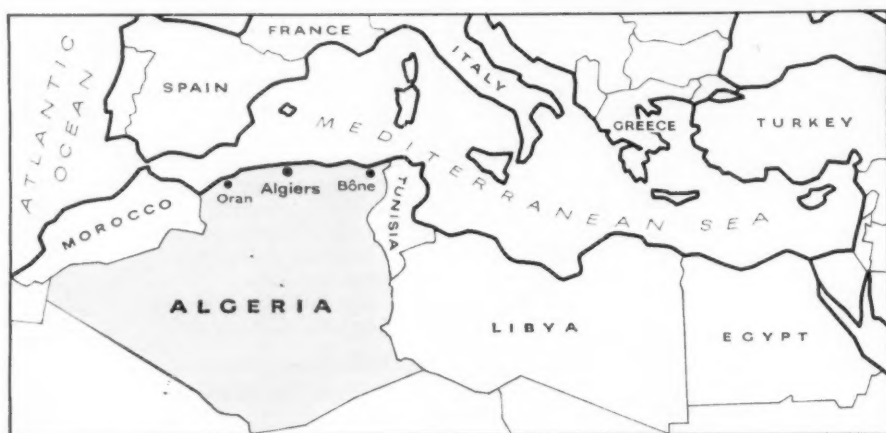 FRANCE
ITALY
SPAIN
ATLANTIC
OCEAN
MEDITERRANEAN SEA
GREECE
TURKEY
Oran
Algiers
Bône
TUNISIA
MOROCCO
ALGERIA
LIBYA
EGYPT